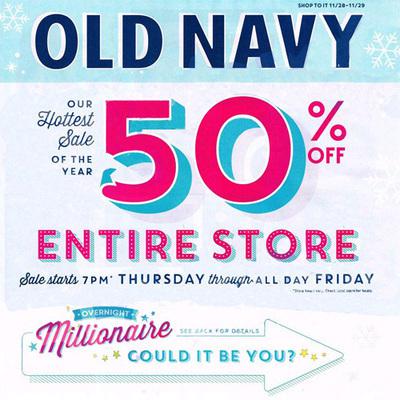 SHOP TO IT 11/28-11/29
OLD NAVY
OUR
Hottest
Sale
OF THE
YEAR
50% OFF
ENTIRE STORE
Sale starts 7PM* THURSDAY through ALL DAY FRIDAY
OVERNIGHT
Millionaire
SEE BACK FOR DETAILS
COULD IT BE YOU?